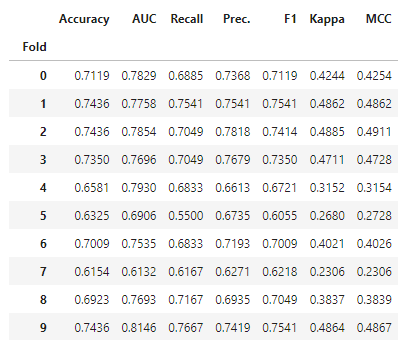 Accuracy AUC Recall Prec. F1 Kappa MCC
Fold
0 0.7119 0.7829 0.6885 0.7368 0.7119 0.4244 0.4254
1 0.7436 0.7758 0.7541 0.7541 0.7541 0.4862 0.4862
2 0.7436 0.7854 0.7049 0.7818 0.7414 0.4885 0.4911
3 0.7350 0.7696 0.7049 0.7679 0.7350 0.4711 0.4728
4 0.6581 0.7930 0.6833 0.6613 0.6721 0.3152 0.3154
5 0.6325 0.6906 0.5500 0.6735 0.6055 0.2680 0.2728
6 0.7009 0.7535 0.6833 0.7193 0.7009 0.4021 0.4026
7 0.6154 0.6132 0.6167 0.6271 0.6218 0.2306 0.2306
8 0.6923 0.7693 0.7167 0.6935 0.7049 0.3837 0.3839
9 0.7436 0.8146 0.7667 0.7419 0.7541 0.4864 0.4867